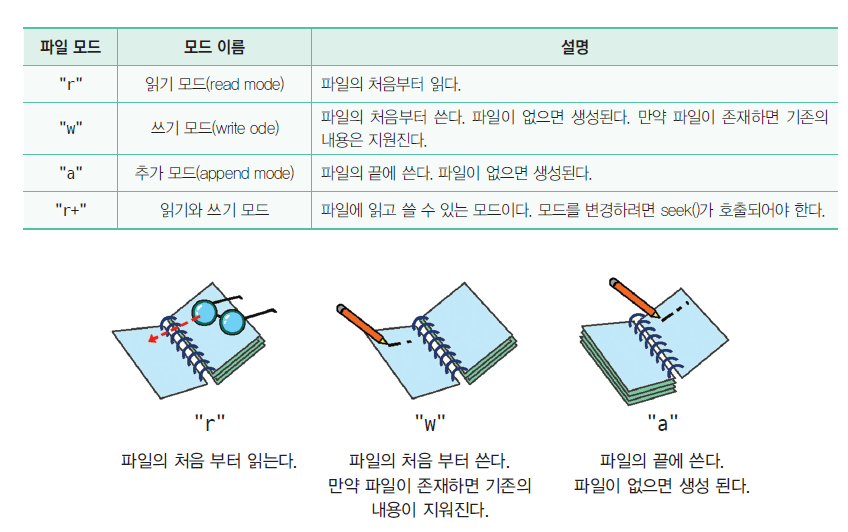 파일 모드 모드 이름 설명
"r" 읽기 모드(read mode) 파일의 처음부터 읽다.
"w" 쓰기 모드(write ode) 파일의 처음부터 쓴다. 파일이 없으면 생성된다. 만약 파일이 존재하면 기존의
내용은 지원진다.
"a" 추가 모드(append mode) 파일의 끝에 쓴다. 파일이 없으면 생성된다.
"r+" 읽기와 쓰기 모드 파일에 읽고 쓸 수 있는 모드이다. 모드를 변경하려면 seek()가 호출되어야 한다.
"r" "w" "a"
파일의 처음 부터 읽는다. 파일의 처음 부터 쓴다. 파일의 끝에 쓴다.
만약 파일이 존재하면 기존의 파일이 없으면 생성 된다.
내용이 지워진다.